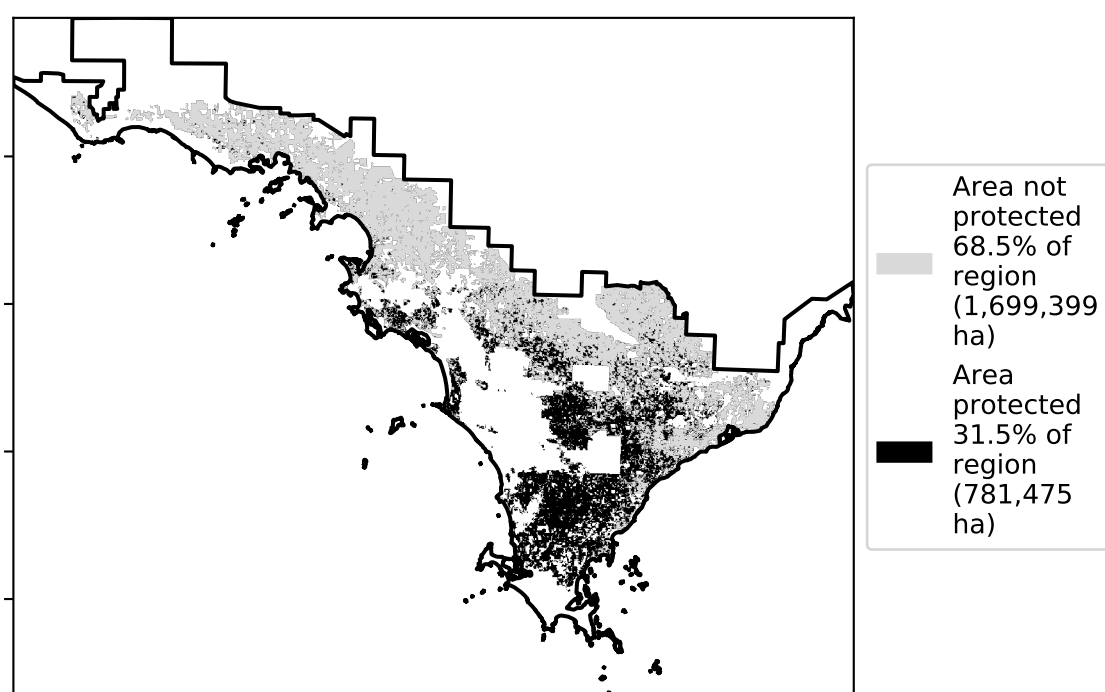 Area not
protected
68.5% of
region
(1,699,399
ha)
Area
protected
31.5% of
region
(781,475
ha)